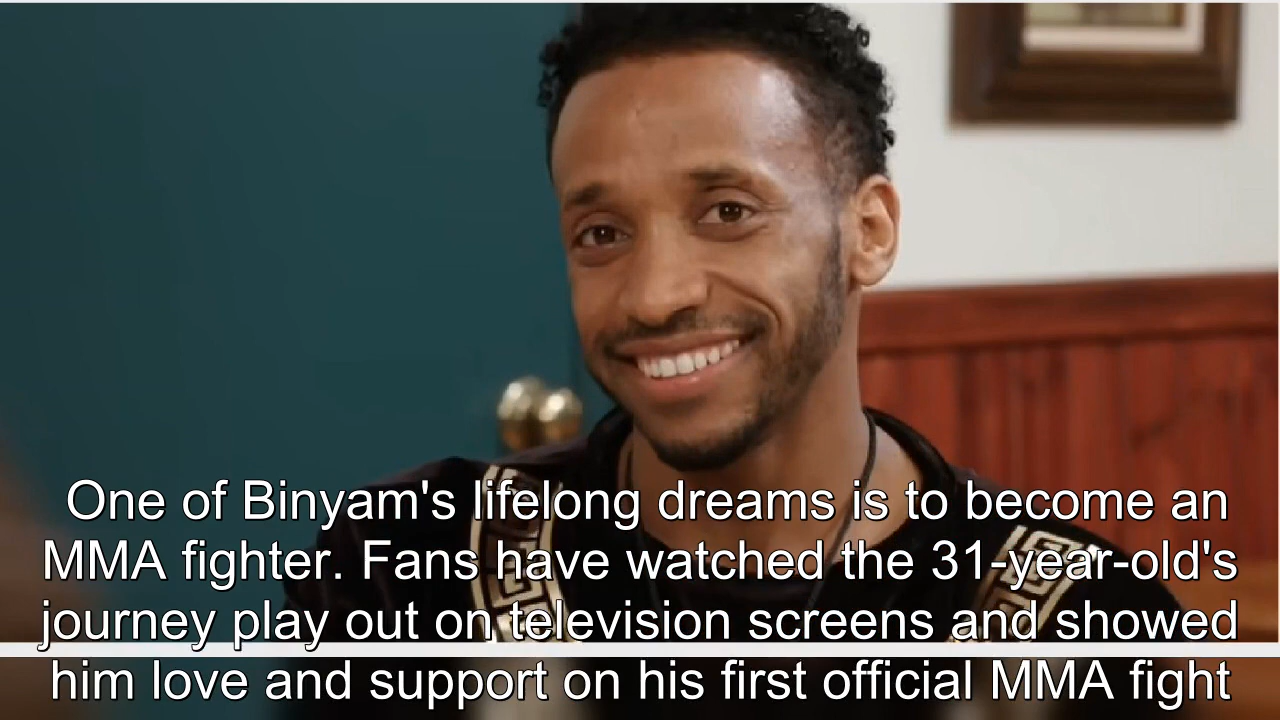 One of Binyam's lifelong dreams is to become an
MMA fighter. Fans have watched the 31-year-old's
journey play out on television screens and showed
him love and support on his first official MMA fight